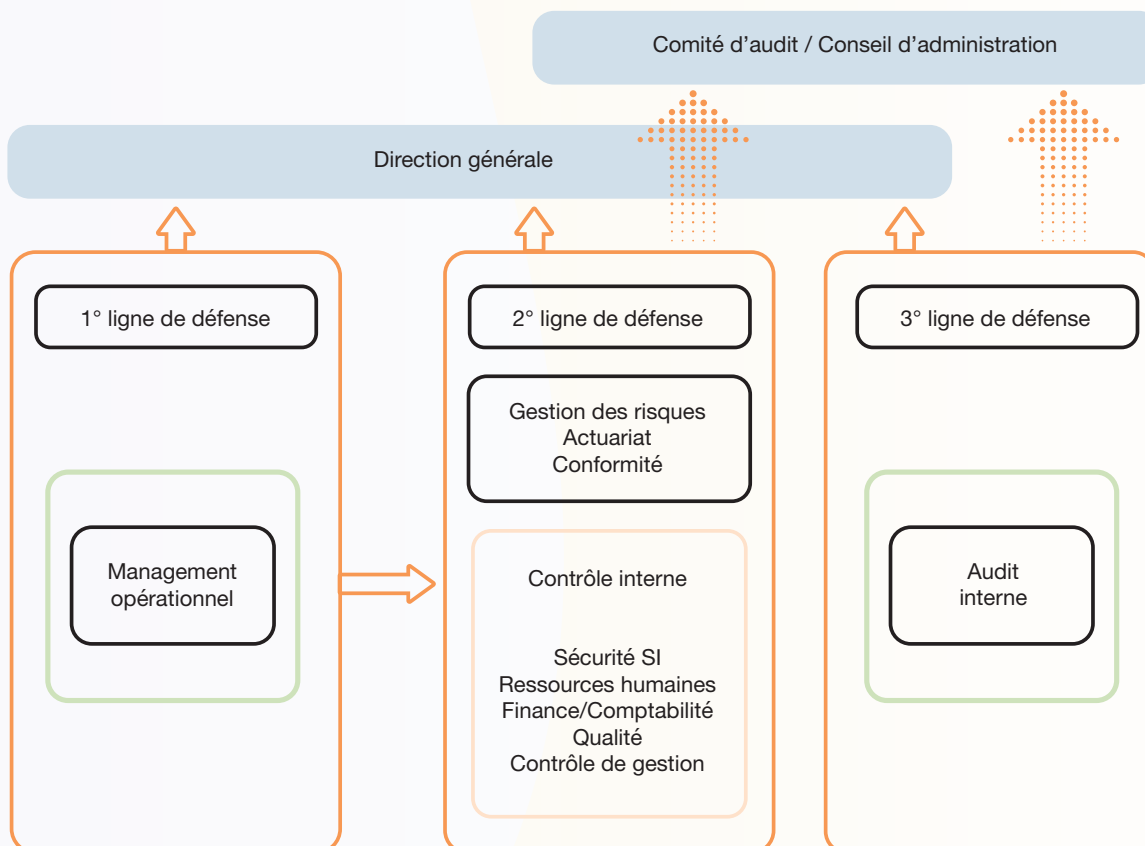 Comité d’audit / Conseil d’administration
Direction générale
1° ligne de défense
Management
opérationnel
2° ligne de défense
Gestion des risques
Actuariat
Conformité
Contrôle interne
Sécurité SI
Ressources humaines
Finance/Comptabilité
Qualité
Contrôle de gestion
3° ligne de défense
Audit
interne